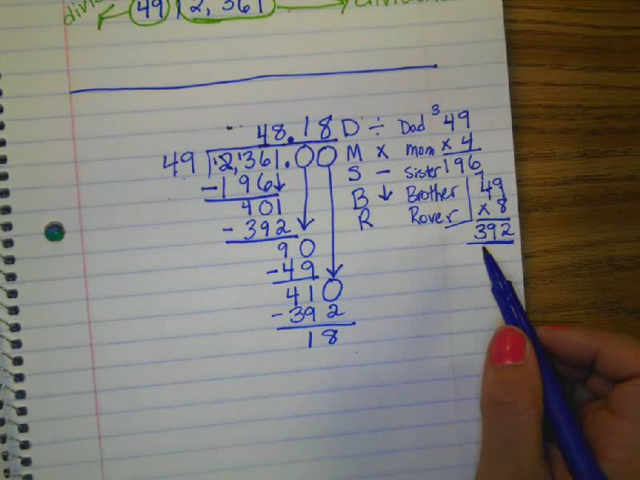 49 2,361
48.18 D ÷ Dad ³49
49 2,361.00 M x mom x 4
-196 S - Sister 196
401 B ↓ Brother 49
-392 R Rover x 8
90 392
-49
410
-392
18